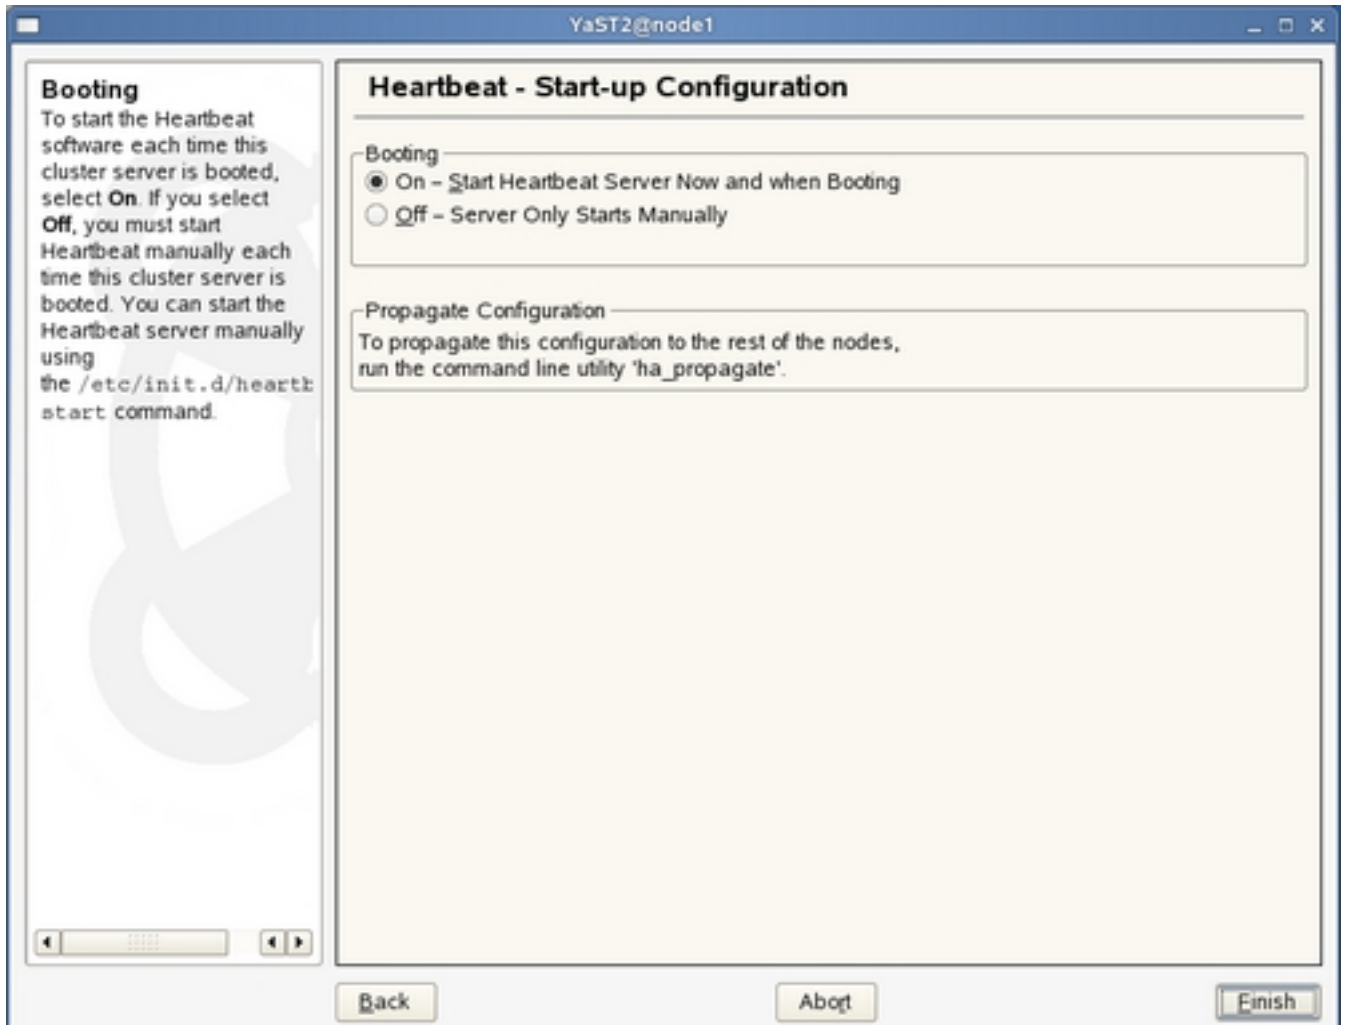 YaST2@node1
Booting
To start the Heartbeat
software each time this
cluster server is booted,
select On. If you select
Off, you must start
Heartbeat manually each
time this cluster server is
booted. You can start the
Heartbeat server manually
using
the /etc/init.d/heartb
start command.
Heartbeat - Start-up Configuration
Booting
On – Start Heartbeat Server Now and when Booting
Off – Server Only Starts Manually
Propagate Configuration
To propagate this configuration to the rest of the nodes,
run the command line utility 'ha_propagate'.
Back
Abort
Finish